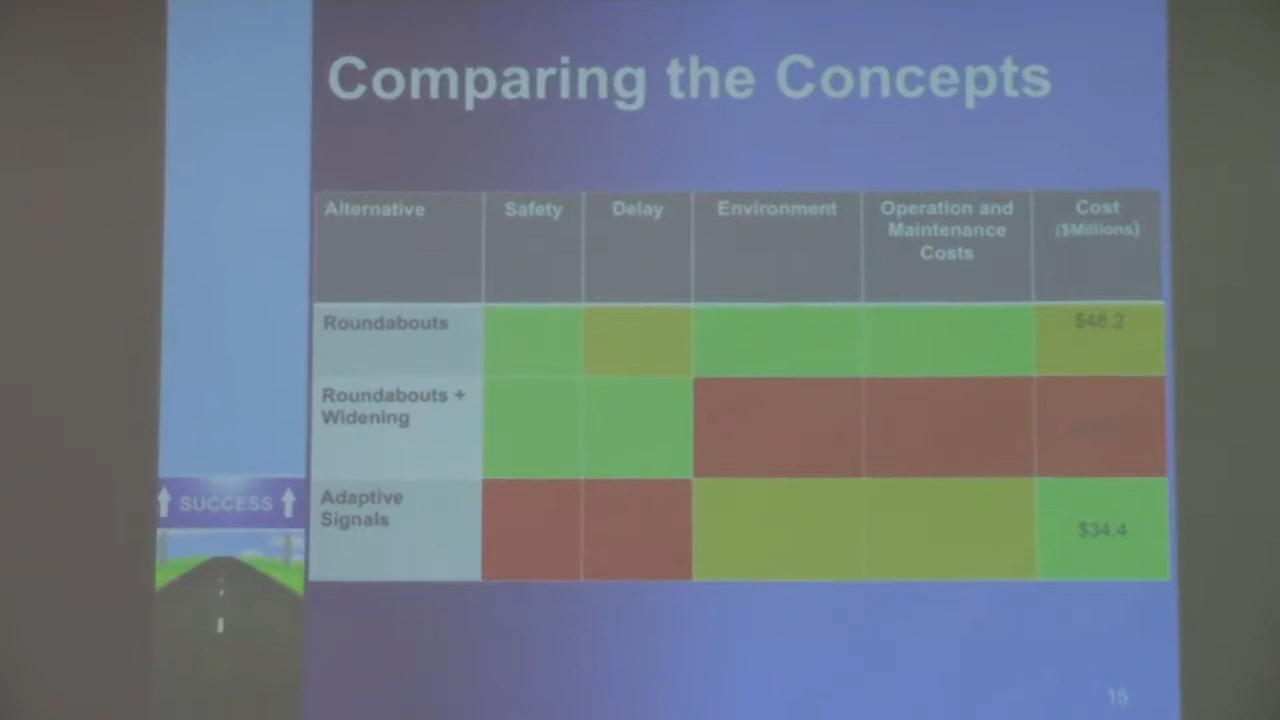 Comparing the Concepts
Alternative
Safety
Delay
Environment
Operation and
Maintenance
Costs
Cost
($Millions)
Roundabouts
$48.2
Roundabouts +
Widening
Adaptive
Signals
$34.4
SUCCESS
15